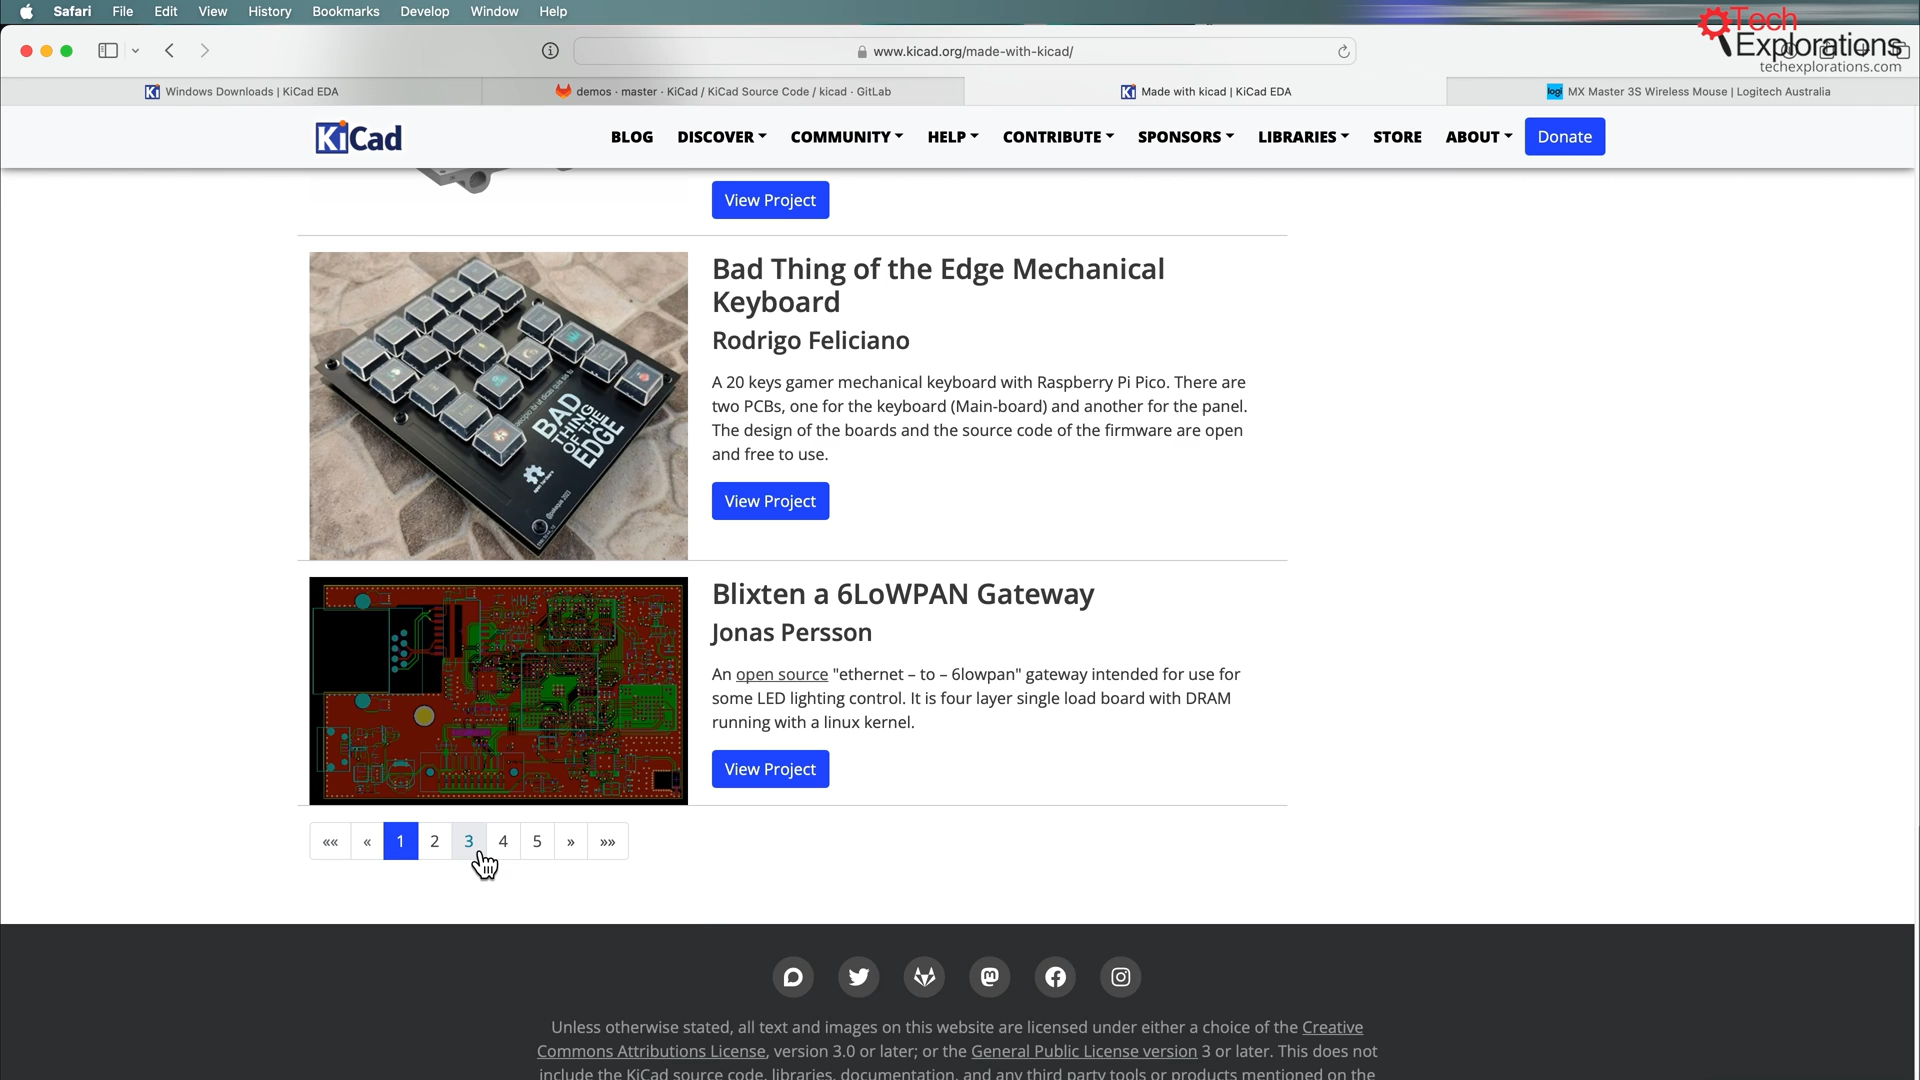 Safari File Edit View History Bookmarks Develop Window Help
Tech
Explorations
techexplorations.com
www.kicad.org/made-with-kicad/
Windows Downloads | KiCad EDA
demos · master · KiCad / KiCad Source Code / kicad · GitLab
Made with kicad | KiCad EDA
logi MX Master 3S Wireless Mouse | Logitech Australia
KiCad
BLOG DISCOVER COMMUNITY HELP CONTRIBUTE SPONSORS LIBRARIES STORE ABOUT Donate
View Project
Bad Thing of the Edge Mechanical
Keyboard
Rodrigo Feliciano
A 20 keys gamer mechanical keyboard with Raspberry Pi Pico. There are
two PCBs, one for the keyboard (Main-board) and another for the panel.
The design of the boards and the source code of the firmware are open
and free to use.
View Project
BAD
THING
OF THE
EDGE
Blixten a 6LoWPAN Gateway
Jonas Persson
An open source "ethernet – to – 6lowpan" gateway intended for use for
some LED lighting control. It is four layer single load board with DRAM
running with a linux kernel.
View Project
«« « 1 2 3 4 5 » »»
Unless otherwise stated, all text and images on this website are licensed under either a choice of the Creative
Commons Attributions License, version 3.0 or later; or the General Public License version 3 or later. This does not
include the KiCad source code, libraries, documentation, and any third party tools or products mentioned on the